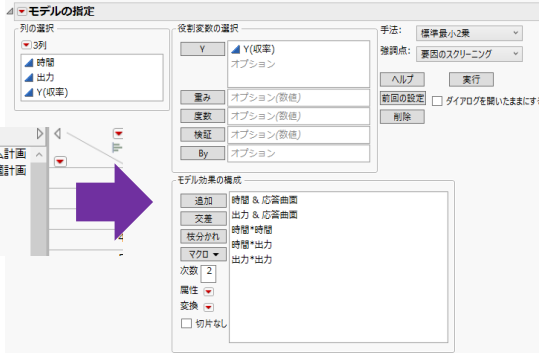 モデルの指定
列の選択
3列
時間
出力
Y(収率)
役割変数の選択
Y
Y(収率)
オプション
重み
オプション(数値)
度数
オプション(数値)
検証
オプション(数値)
By
オプション
手法:
標準最小2乗
強調点:
要因のスクリーニング
ヘルプ
実行
前回の設定
ダイアログを開いたままにす
削除
計画
計画
モデル効果の構成
追加
交差
枝分かれ
マクロ
次数
2
属性
変換
切片なし
時間 & 応答曲面
出力 & 応答曲面
時間*時間
時間*出力
出力*出力